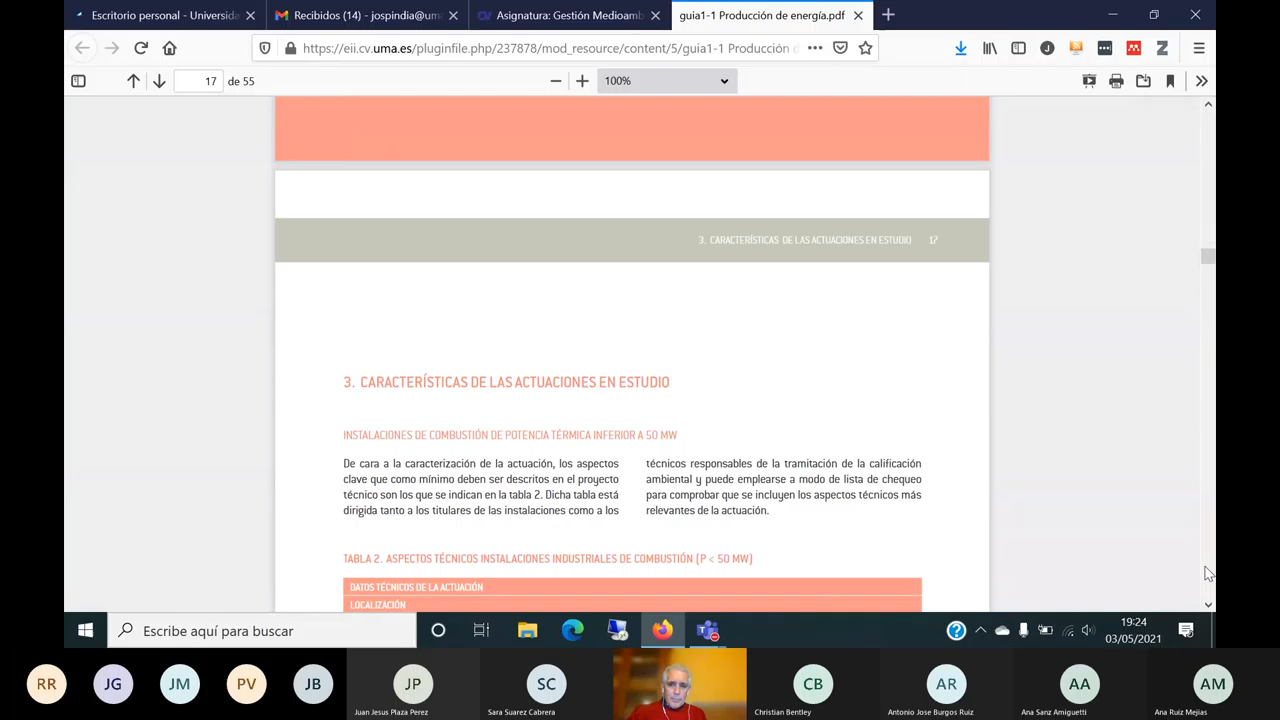 Escritorio personal - Universida
Recibidos (14) - jospindia@uma
Asignatura: Gestión Medioamb
guia1-1 Producción de energía.pdf
https://eii.cv.uma.es/pluginfile.php/237878/mod_resource/content/5/guia1-1 Producción d
17 de 55
100%
3. CARACTERÍSTICAS DE LAS ACTUACIONES EN ESTUDIO 17
3. CARACTERÍSTICAS DE LAS ACTUACIONES EN ESTUDIO
INSTALACIONES DE COMBUSTIÓN DE POTENCIA TÉRMICA INFERIOR A 50 MW
De cara a la caracterización de la actuación, los aspectos
clave que como mínimo deben ser descritos en el proyecto
técnico son los que se indican en la tabla 2. Dicha tabla está
dirigida tanto a los titulares de las instalaciones como a los
técnicos responsables de la tramitación de la calificación
ambiental y puede emplearse a modo de lista de chequeo
para comprobar que se incluyen los aspectos técnicos más
relevantes de la actuación.
TABLA 2. ASPECTOS TÉCNICOS INSTALACIONES INDUSTRIALES DE COMBUSTIÓN (P < 50 MW)
DATOS TÉCNICOS DE LA ACTUACIÓN
LOCALIZACIÓN
Escribe aquí para buscar
19:24
03/05/2021
RR
JG
JM
PV
JB
JP
SC
CB
AR
AA
AM
Juan Jesus Plaza Perez
Sara Suarez Cabrera
Christian Bentley
Antonio Jose Burgos Ruiz
Ana Sanz Amiguetti
Ana Ruiz Mejias